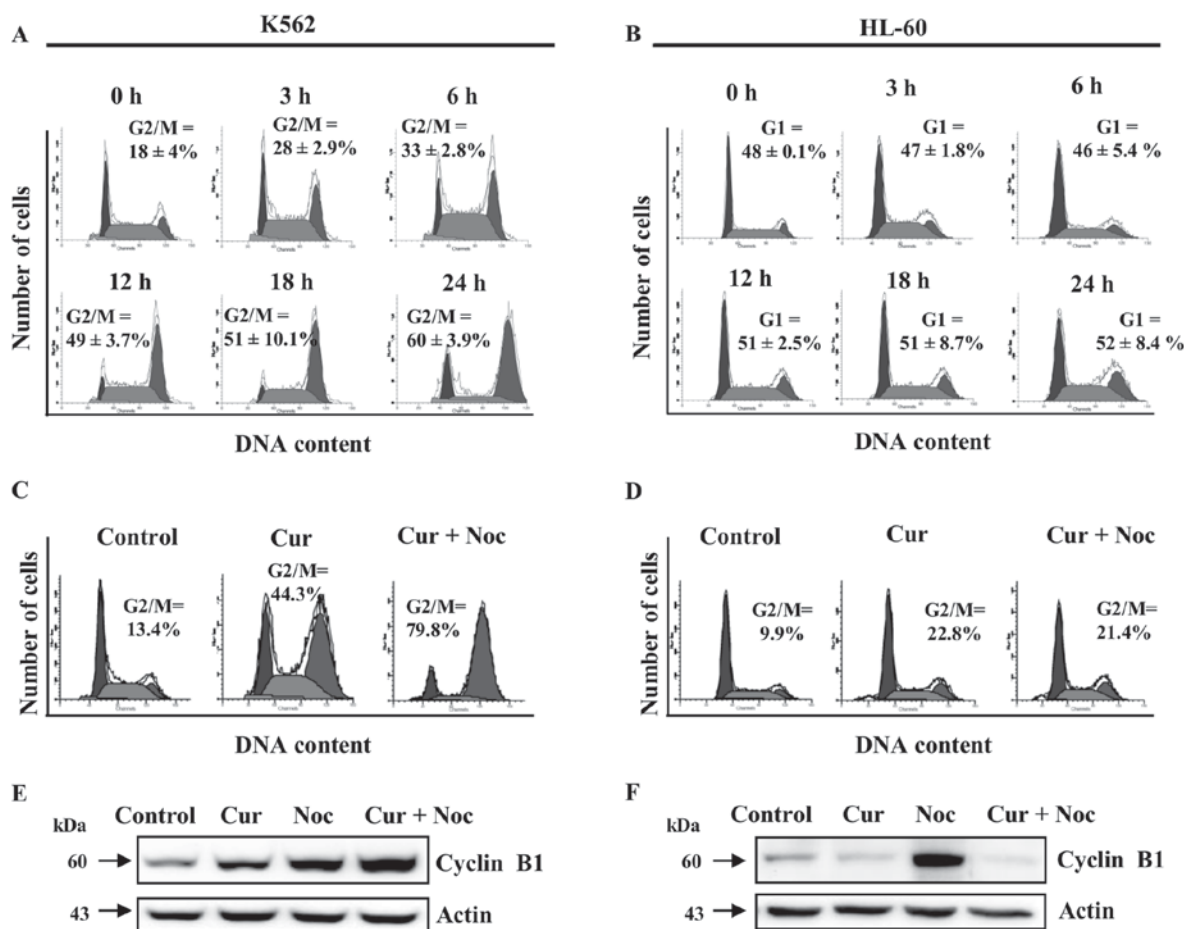 A
K562
0 h
3 h
6 h
G2/M =
18 ± 4%
G2/M =
28 ± 2.9%
G2/M =
33 ± 2.8%
12 h
18 h
24 h
G2/M =
49 ± 3.7%
G2/M =
51 ± 10.1%
G2/M =
60 ± 3.9%
Number of cells
Channels
DNA content
B
HL-60
0 h
3 h
6 h
G1 =
48 ± 0.1%
G1 =
47 ± 1.8%
G1 =
46 ± 5.4 %
12 h
18 h
24 h
G1 =
51 ± 2.5%
G1 =
51 ± 8.7%
G1 =
52 ± 8.4 %
Number of cells
DNA content
C
Control
Cur
Cur + Noc
G2/M=
13.4%
G2/M=
44.3%
G2/M=
79.8%
Number of cells
DNA content
D
Control
Cur
Cur + Noc
G2/M=
9.9%
G2/M=
22.8%
G2/M=
21.4%
Number of cells
DNA content
E
kDa
Control Cur Noc Cur + Noc
60
Cyclin B1
43
Actin
F
kDa
Control Cur Noc Cur + Noc
60
Cyclin B1
43
Actin